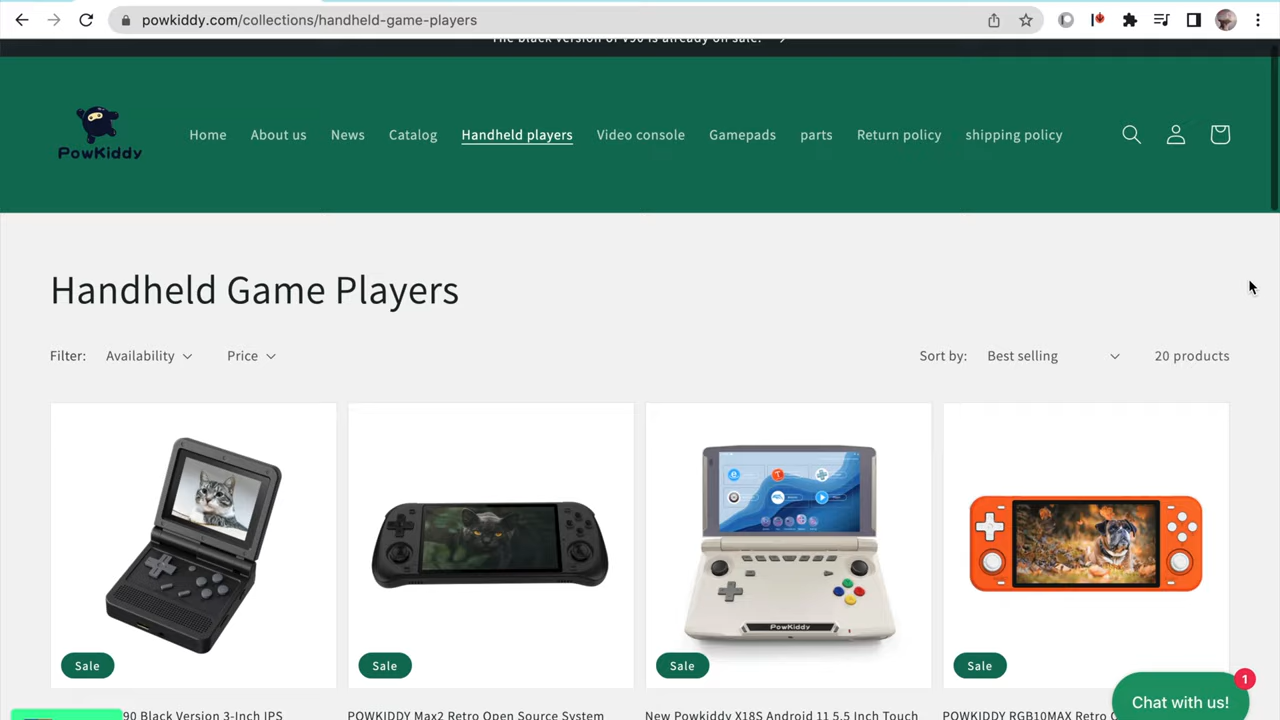 powkiddy.com/collections/handheld-game-players
The black version of V90 is already on sale.
PowKiddy
Home About us News Catalog Handheld players Video console Gamepads parts Return policy shipping policy
Handheld Game Players
Filter: Availability Price Sort by: Best selling 20 products
PowKiddy
Sale Sale Sale Sale
1
Chat with us!
90 Black Version 3-Inch IPS POWKIDDY Max2 Retro Open Source System New Powkiddy X18S Android 11 5.5 Inch Touch POWKIDDY RGB10MAX Retro